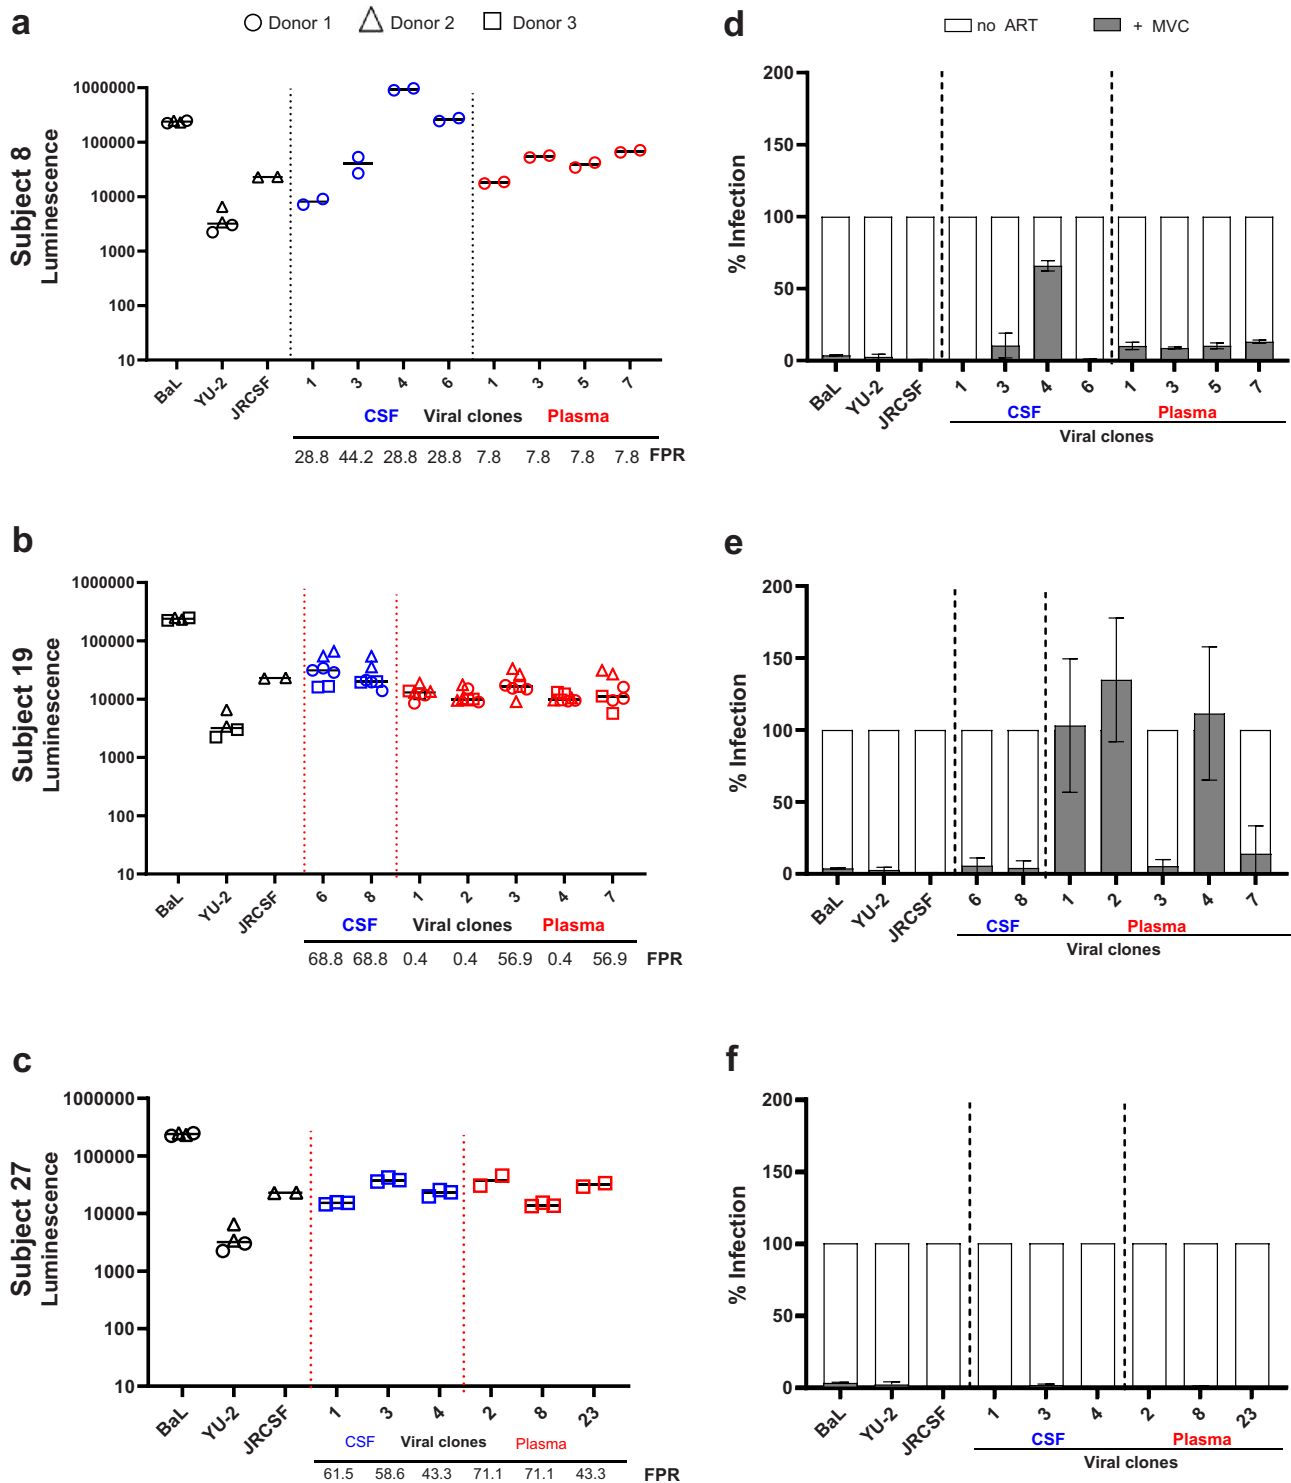 a
Donor 1
Donor 2
Donor 3
Subject 8
Luminescence
1000000
100000
10000
1000
100
10
BaL
YU-2
JRCSF
1
3
4
6
1
3
5
7
CSF
Viral clones
Plasma
28.8 44.2 28.8 28.8 7.8 7.8 7.8 7.8 FPR
d
no ART
+ MVC
% Infection
200
150
100
50
0
BaL
YU-2
JRCSF
1
3
4
6
1
3
5
7
CSF
Plasma
Viral clones
b
Subject 19
Luminescence
1000000
100000
10000
1000
100
10
BaL
YU-2
JRCSF
6
8
1
2
3
4
7
CSF
Viral clones
Plasma
68.8 68.8 0.4 0.4 56.9 0.4 56.9 FPR
e
% Infection
200
150
100
50
0
BaL
YU-2
JRCSF
6
8
1
2
3
4
7
CSF
Plasma
Viral clones
c
Subject 27
Luminescence
1000000
100000
10000
1000
100
10
BaL
YU-2
JRCSF
1
3
4
2
8
23
CSF
Viral clones
Plasma
61.5 58.6 43.3 71.1 71.1 43.3 FPR
f
% Infection
200
150
100
50
0
BaL
YU-2
JRCSF
1
3
4
2
8
23
CSF
Plasma
Viral clones